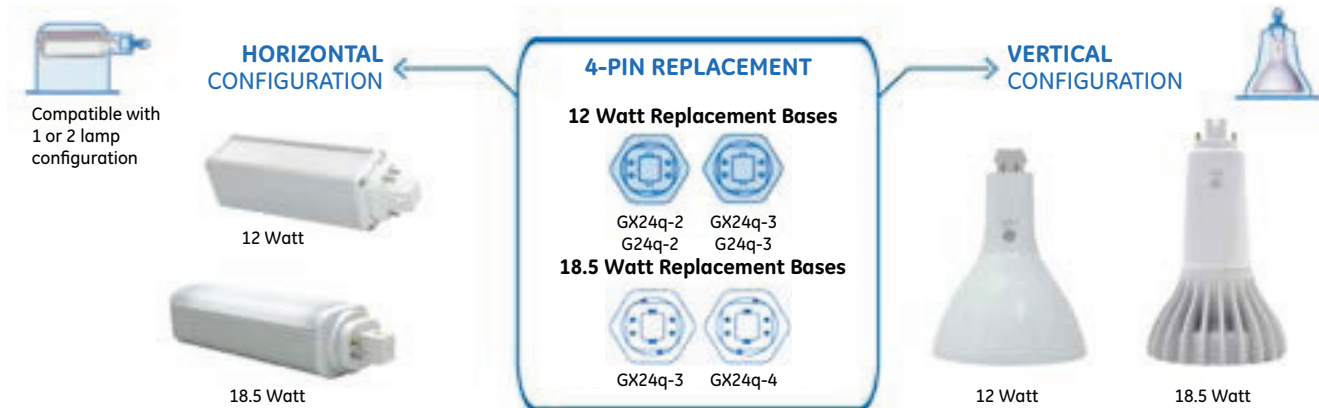 HORIZONTAL
CONFIGURATION
Compatible with
1 or 2 lamp
configuration
12 Watt
18.5 Watt
4-PIN REPLACEMENT
12 Watt Replacement Bases
GX24q-2 GX24q-3
G24q-2 G24q-3
18.5 Watt Replacement Bases
GX24q-3 GX24q-4
VERTICAL
CONFIGURATION
12 Watt
18.5 Watt